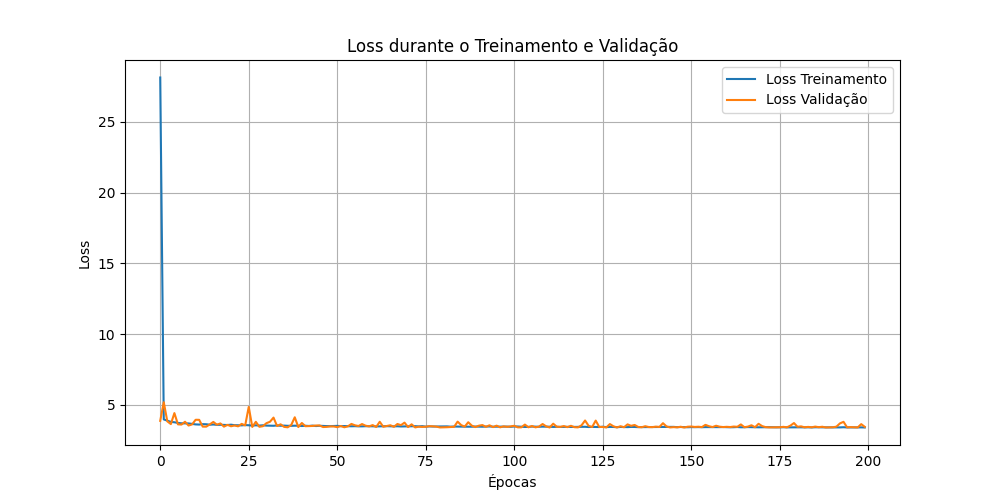 Loss durante o Treinamento e Validação
Loss Treinamento
Loss Validação
25
20
15
10
5
Loss
0 25 50 75 100 125 150 175 200
Épocas